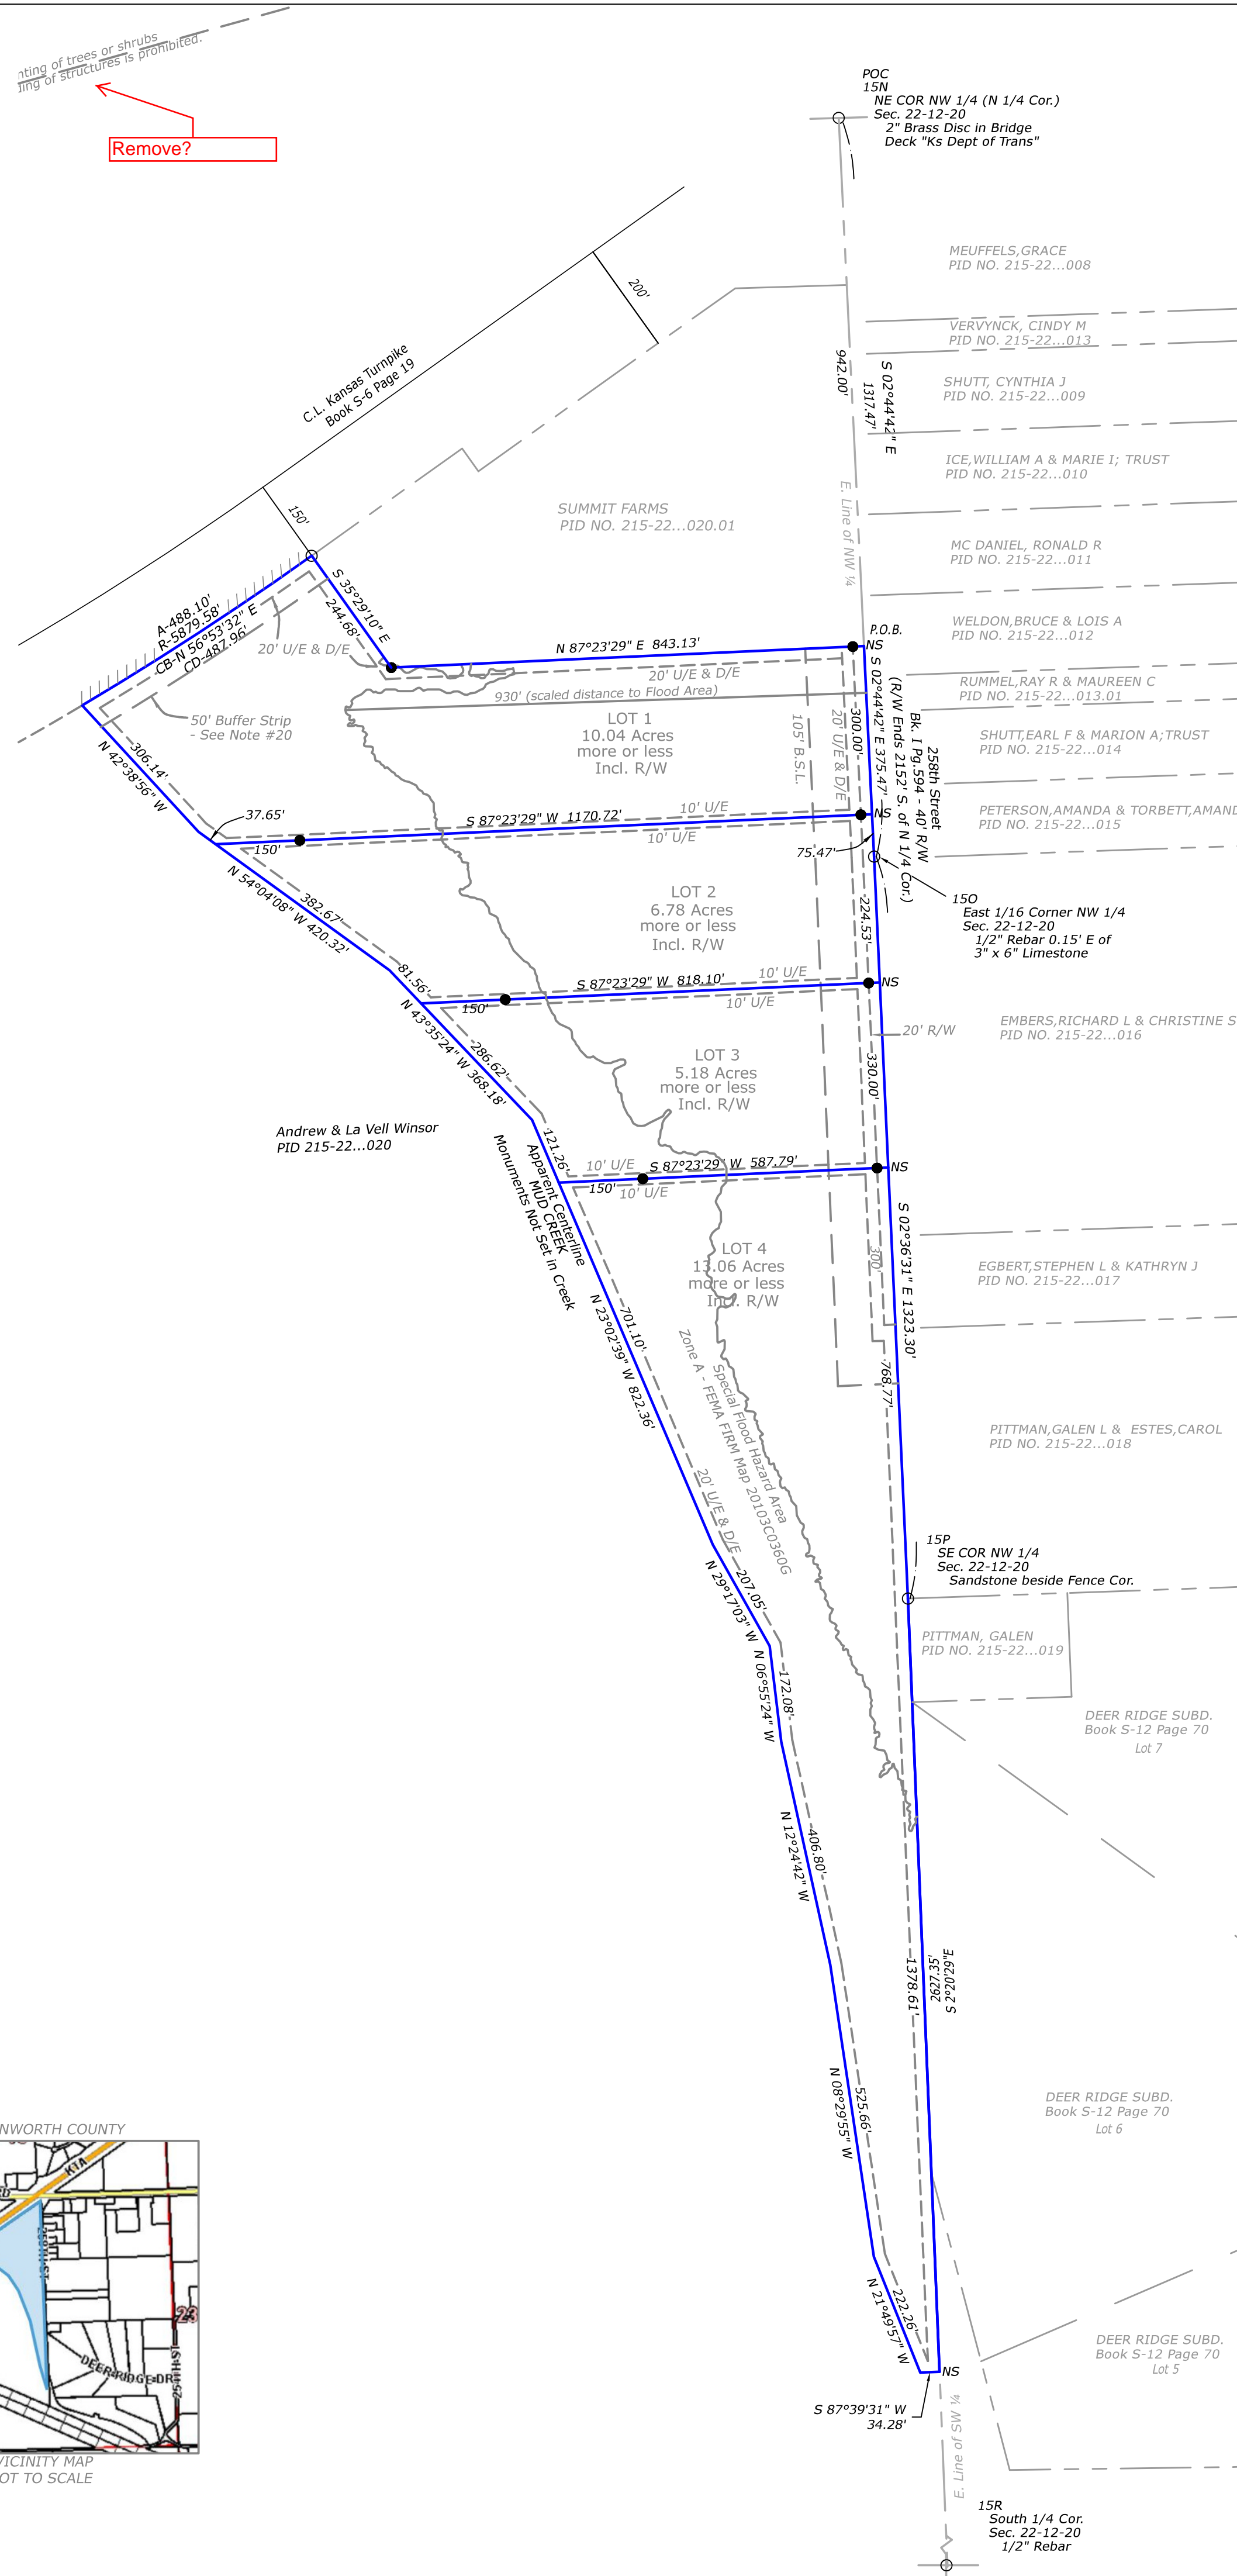 nting of trees or shrubs
ing of structures is prohibited.
Remove?
POC
15N
NE COR NW 1/4 (N 1/4 Cor.)
Sec. 22-12-20
2" Brass Disc in Bridge
Deck "Ks Dept of Trans"
MEUFFELS,GRACE
PID NO. 215-22...008
200'
VERVYNCK, CINDY M
PID NO. 215-22...013
C.L. Kansas Turnpike
Book S-6 Page 19
942.00'
S 02°44'42" E
1317.47'
SHUTT, CYNTHIA J
PID NO. 215-22...009
ICE,WILLIAM A & MARIE I; TRUST
PID NO. 215-22...010
E. Line of NW ¼
150'
SUMMIT FARMS
PID NO. 215-22...020.01
MC DANIEL, RONALD R
PID NO. 215-22...011
A-488.10'
R-5879.58'
CB-N 56°53'32" E
CD-487.96'
S 35°29'10" E
244.68'
20' U/E & D/E
N 87°23'29" E 843.13'
P.O.B.
NS
WELDON,BRUCE & LOIS A
PID NO. 215-22...012
20' U/E & D/E
930' (scaled distance to Flood Area)
RUMMEL,RAY R & MAUREEN C
PID NO. 215-22...013.01
50' Buffer Strip
- See Note #20
LOT 1
10.04 Acres
more or less
Incl. R/W
105' B.S.L.
20' U/E & D/E
300.00'
S 02°44'42" E 375.47'
(R/W Ends 2152' S. of N 1/4 Cor.)
Bk. I Pg.594 - 40' R/W
258th Street
SHUTT,EARL F & MARION A;TRUST
PID NO. 215-22...014
306.14'
N 42°38'56" W
37.65'
S 87°23'29" W 1170.72'
10' U/E
10' U/E
150'
NS
PETERSON,AMANDA & TORBETT,AMAND
PID NO. 215-22...015
75.47'
15O
East 1/16 Corner NW 1/4
Sec. 22-12-20
1/2" Rebar 0.15' E of
3" x 6" Limestone
N 54°04'08" W 420.32'
382.67'
LOT 2
6.78 Acres
more or less
Incl. R/W
224.53'
81.56'
S 87°23'29" W 818.10'
10' U/E
10' U/E
150'
NS
N 43°35'24" W 368.18'
286.62'
20' R/W
EMBERS,RICHARD L & CHRISTINE S
PID NO. 215-22...016
LOT 3
5.18 Acres
more or less
Incl. R/W
330.00'
Andrew & La Vell Winsor
PID 215-22...020
121.26'
10' U/E
S 87°23'29" W 587.79'
150'
10' U/E
NS
Apparent Centerline
MUD CREEK
Monuments Not Set in Creek
LOT 4
13.06 Acres
more or less
Incl. R/W
300'
S 02°36'31" E 1323.30'
EGBERT,STEPHEN L & KATHRYN J
PID NO. 215-22...017
701.10'
N 23°02'39" W 822.36'
768.77'
Special Flood Hazard Area
Zone A - FEMA FIRM Map 20103C0360G
PITTMAN,GALEN L & ESTES,CAROL
PID NO. 215-22...018
20' U/E & D/E
15P
SE COR NW 1/4
Sec. 22-12-20
Sandstone beside Fence Cor.
207.05'
N 29°17'03" W
PITTMAN, GALEN
PID NO. 215-22...019
172.08'
N 06°55'24" W
DEER RIDGE SUBD.
Book S-12 Page 70
Lot 7
406.80'
N 12°24'42" W
1378.61'
2627.35'
S 2°20'29"E
525.66'
N 08°29'55" W
DEER RIDGE SUBD.
Book S-12 Page 70
Lot 6
NWORTH COUNTY
KTA
RD
258TH ST
23
DEER RIDGE DR
251TH ST
VICINITY MAP
OT TO SCALE
222.26'
N 21°49'57" W
NS
DEER RIDGE SUBD.
Book S-12 Page 70
Lot 5
S 87°39'31" W
34.28'
E. Line of SW ¼
15R
South 1/4 Cor.
Sec. 22-12-20
1/2" Rebar